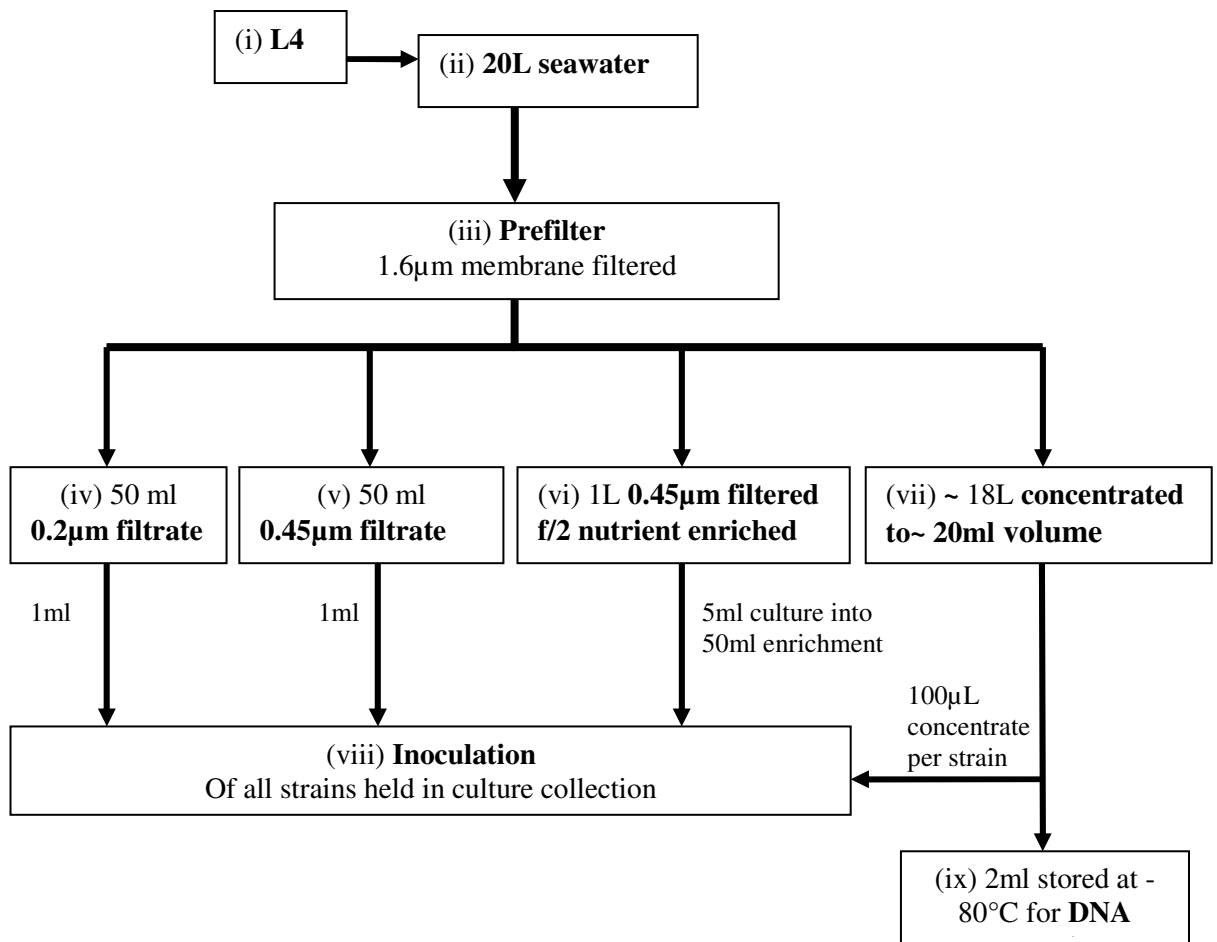 (i) L4
(ii) 20L seawater
(iii) Prefilter
1.6µm membrane filtered
(iv) 50 ml
0.2µm filtrate
(v) 50 ml
0.45µm filtrate
(vi) 1L 0.45µm filtered
f/2 nutrient enriched
(vii) ~ 18L concentrated
to~ 20ml volume
1ml
1ml
5ml culture into
50ml enrichment
100µL
concentrate
per strain
(viii) Inoculation
Of all strains held in culture collection
(ix) 2ml stored at -
80°C for DNA